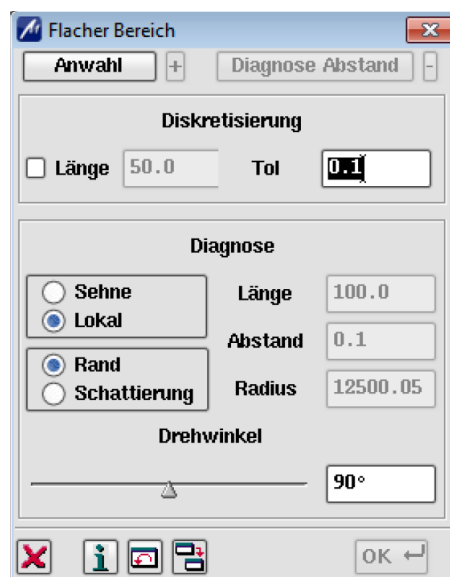 Flacher Bereich
Anwahl + Diagnose Abstand -
Diskretisierung
Länge 50.0 Tol 0.1
Diagnose
Sehne
Lokal
Rand
Schattierung
Länge 100.0
Abstand 0.1
Radius 12500.05
Drehwinkel
90°
OK